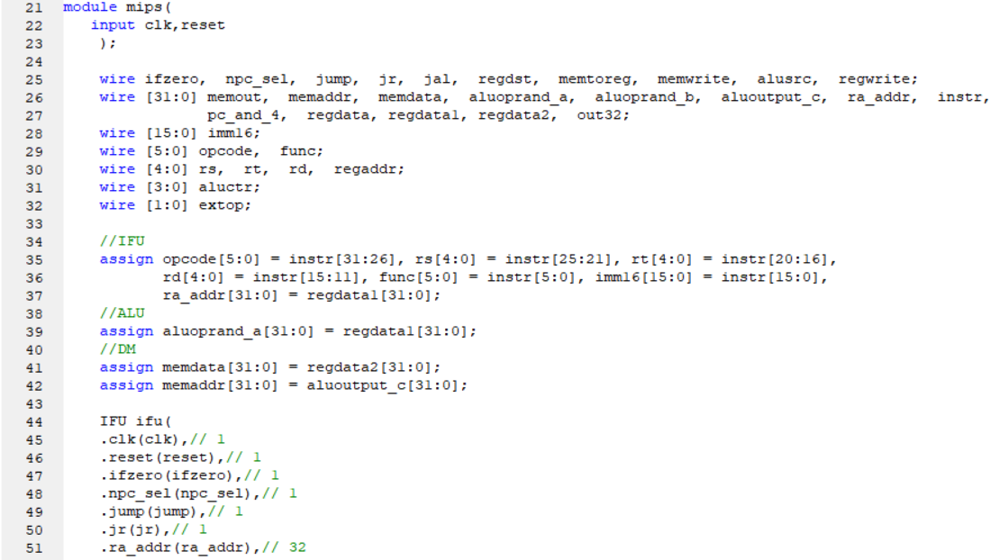 21 module mips(
22 input clk,reset
23 );
24
25 wire ifzero, npc_sel, jump, jr, jal, regdst, memtoreg, memwrite, alusrc, regwrite;
26 wire [31:0] memout, memaddr, memdata, aluoprand_a, aluoprand_b, aluoutput_c, ra_addr, instr,
27 pc_and_4, regdata, regdata1, regdata2, out32;
28 wire [15:0] imm16;
29 wire [5:0] opcode, func;
30 wire [4:0] rs, rt, rd, regaddr;
31 wire [3:0] aluctr;
32 wire [1:0] extop;
33
34 //IFU
35 assign opcode[5:0] = instr[31:26], rs[4:0] = instr[25:21], rt[4:0] = instr[20:16],
36 rd[4:0] = instr[15:11], func[5:0] = instr[5:0], imm16[15:0] = instr[15:0],
37 ra_addr[31:0] = regdata1[31:0];
38 //ALU
39 assign aluoprand_a[31:0] = regdata1[31:0];
40 //DM
41 assign memdata[31:0] = regdata2[31:0];
42 assign memaddr[31:0] = aluoutput_c[31:0];
43
44 IFU ifu(
45 .clk(clk),// 1
46 .reset(reset),// 1
47 .ifzero(ifzero),// 1
48 .npc_sel(npc_sel),// 1
49 .jump(jump),// 1
50 .jr(jr),// 1
51 .ra_addr(ra_addr),// 32